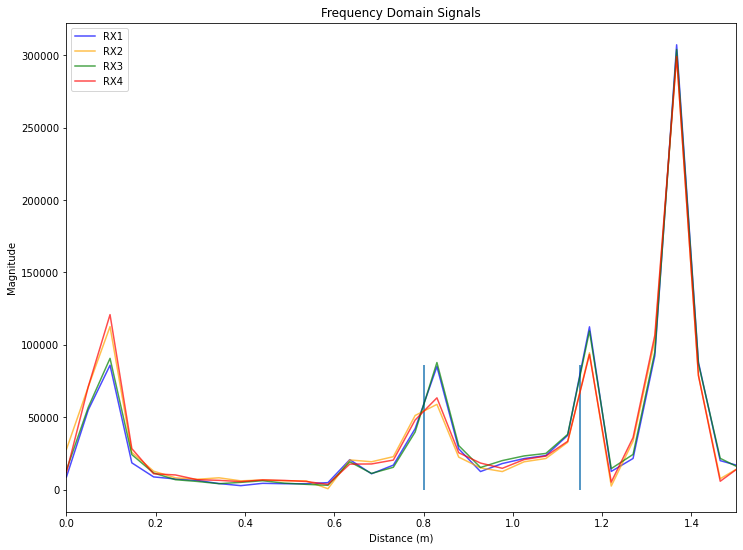 Frequency Domain Signals
RX1
RX2
RX3
RX4
Magnitude
300000
250000
200000
150000
100000
50000
0
0.0 0.2 0.4 0.6 0.8 1.0 1.2 1.4
Distance (m)